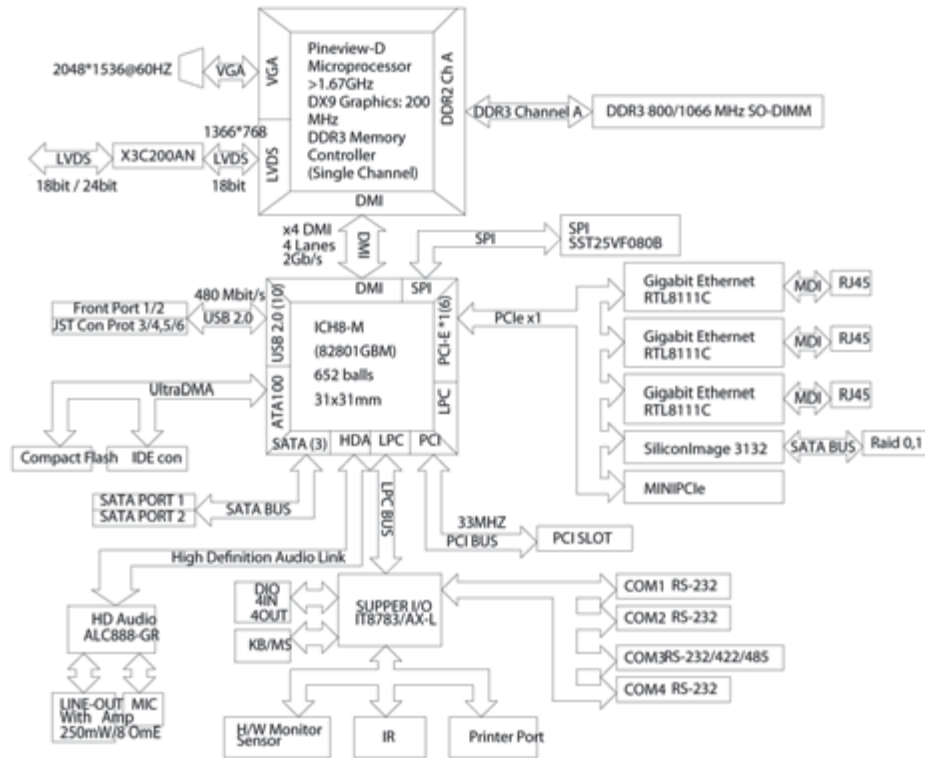 2048*1536@60HZ
VGA
VGA
Pineview-D
Microprocessor
>1.67GHz
DX9 Graphics: 200
MHz
DDR3 Memory
Controller
(Single Channel)
DDR2 Ch A
DDR3 Channel A
DDR3 800/1066 MHz SO-DIMM
LVDS
18bit / 24bit
X3C200AN
1366*768
LVDS
18bit
LVDS
DMI
x4 DMI
4 Lanes
2Gb/s
DMI
SPI
SPI
SST25VF080B
DMI
SPI
Front Port 1/2
JST Con Prot 3/4,5/6
480 Mbit/s
USB 2.0
USB 2.0 (10)
ICH8-M
(82801GBM)
652 balls
31x31mm
PCI-E *1(6)
LPC
PCIe x1
Gigabit Ethernet
RTL8111C
MDI
RJ45
Gigabit Ethernet
RTL8111C
MDI
RJ45
Gigabit Ethernet
RTL8111C
MDI
RJ45
SiliconImage 3132
SATA BUS
Raid 0,1
MINIPCIe
UltraDMA
ATA100
Compact Flash
IDE con
SATA (3)
HDA
LPC
PCI
SATA PORT 1
SATA PORT 2
SATA BUS
LPC BUS
33MHZ
PCI BUS
PCI SLOT
High Definition Audio Link
HD Audio
ALC888-GR
LINE-OUT
With Amp
250mW/8 OmE
MIC
DIO
4IN
4OUT
KB/MS
SUPPER I/O
IT8783/AX-L
COM1 RS-232
COM2 RS-232
COM3RS-232/422/485
COM4 RS-232
H/W Monitor
Sensor
IR
Printer Port